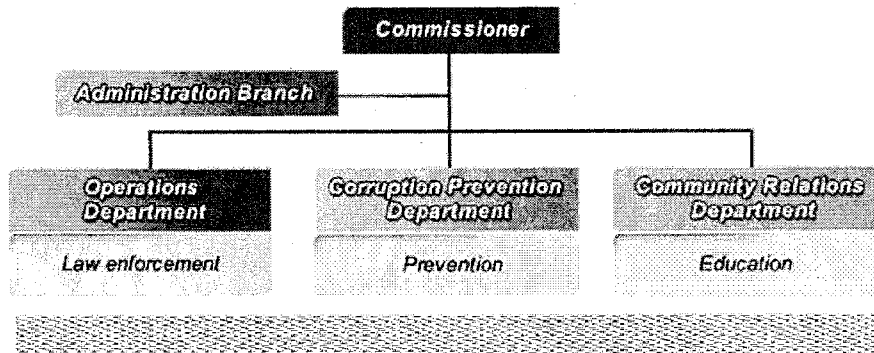 Commissioner
Administration Branch
Operations
Department
Corruption Prevention
Department
Community Relations
Department
Law enforcement
Prevention
Education